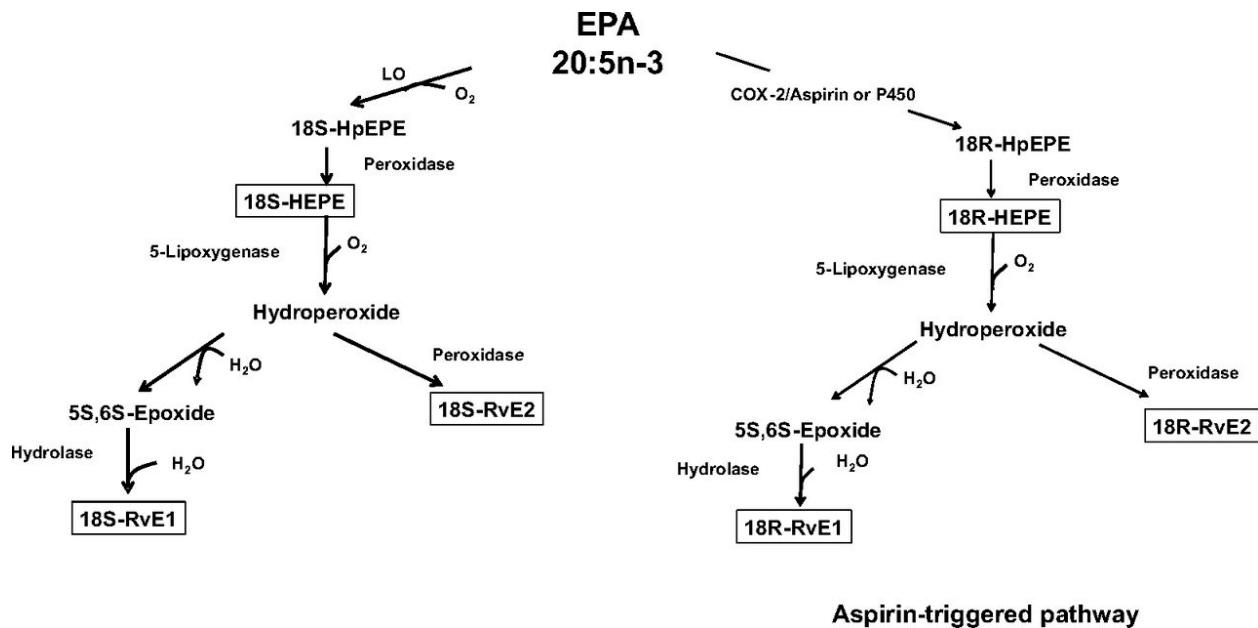 EPA
20:5n-3
LO
O₂
18S-HpEPE
Peroxidase
18S-HEPE
5-Lipoxygenase
O₂
Hydroperoxide
H₂O
Peroxidase
5S,6S-Epoxide
18S-RvE2
Hydrolase
H₂O
18S-RvE1
COX-2/Aspirin or P450
18R-HpEPE
Peroxidase
18R-HEPE
5-Lipoxygenase
O₂
Hydroperoxide
H₂O
Peroxidase
5S,6S-Epoxide
18R-RvE2
Hydrolase
H₂O
18R-RvE1
Aspirin-triggered pathway